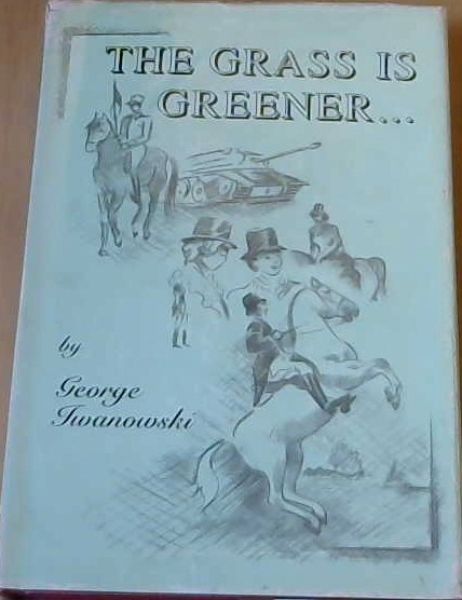 THE GRASS IS
GREENER...
by
George
Iwanowski